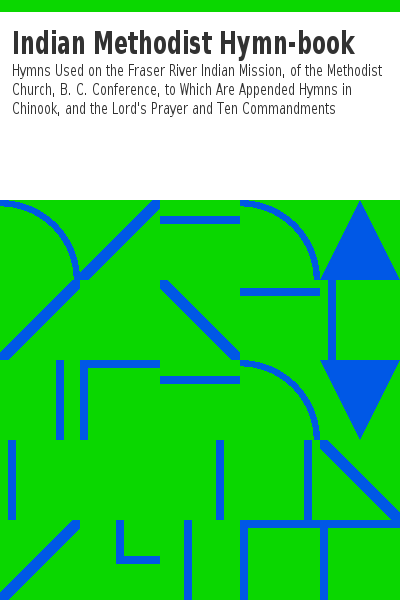 Indian Methodist Hymn-book
Hymns Used on the Fraser River Indian Mission, of the Methodist
Church, B. C. Conference, to Which Are Appended Hymns in
Chinook, and the Lord's Prayer and Ten Commandments